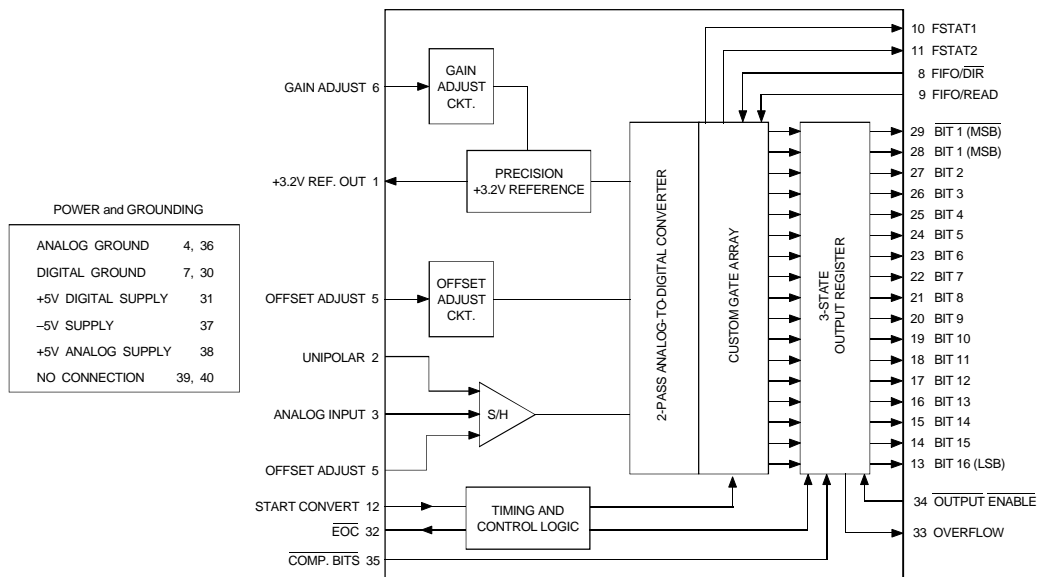 10 FSTAT1
11 FSTAT2
8 FIFO/DIR
9 FIFO/READ
GAIN ADJUST 6
GAIN
ADJUST
CKT.
+3.2V REF. OUT 1
PRECISION
+3.2V REFERENCE
OFFSET ADJUST 5
OFFSET
ADJUST
CKT.
UNIPOLAR 2
ANALOG INPUT 3
S/H
OFFSET ADJUST 5
START CONVERT 12
EOC 32
TIMING AND
CONTROL LOGIC
COMP. BITS 35
2-PASS ANALOG-TO-DIGITAL CONVERTER
CUSTOM GATE ARRAY
3-STATE
OUTPUT REGISTER
29 BIT 1 (MSB)
28 BIT 1 (MSB)
27 BIT 2
26 BIT 3
25 BIT 4
24 BIT 5
23 BIT 6
22 BIT 7
21 BIT 8
20 BIT 9
19 BIT 10
18 BIT 11
17 BIT 12
16 BIT 13
15 BIT 14
14 BIT 15
13 BIT 16 (LSB)
34 OUTPUT ENABLE
33 OVERFLOW
POWER and GROUNDING
ANALOG GROUND 4, 36
DIGITAL GROUND 7, 30
+5V DIGITAL SUPPLY 31
–5V SUPPLY 37
+5V ANALOG SUPPLY 38
NO CONNECTION 39, 40